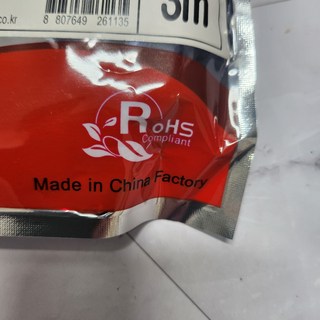 co.kr
8 807649 261135
3m
RoHS
Compliant
Made in China Factory